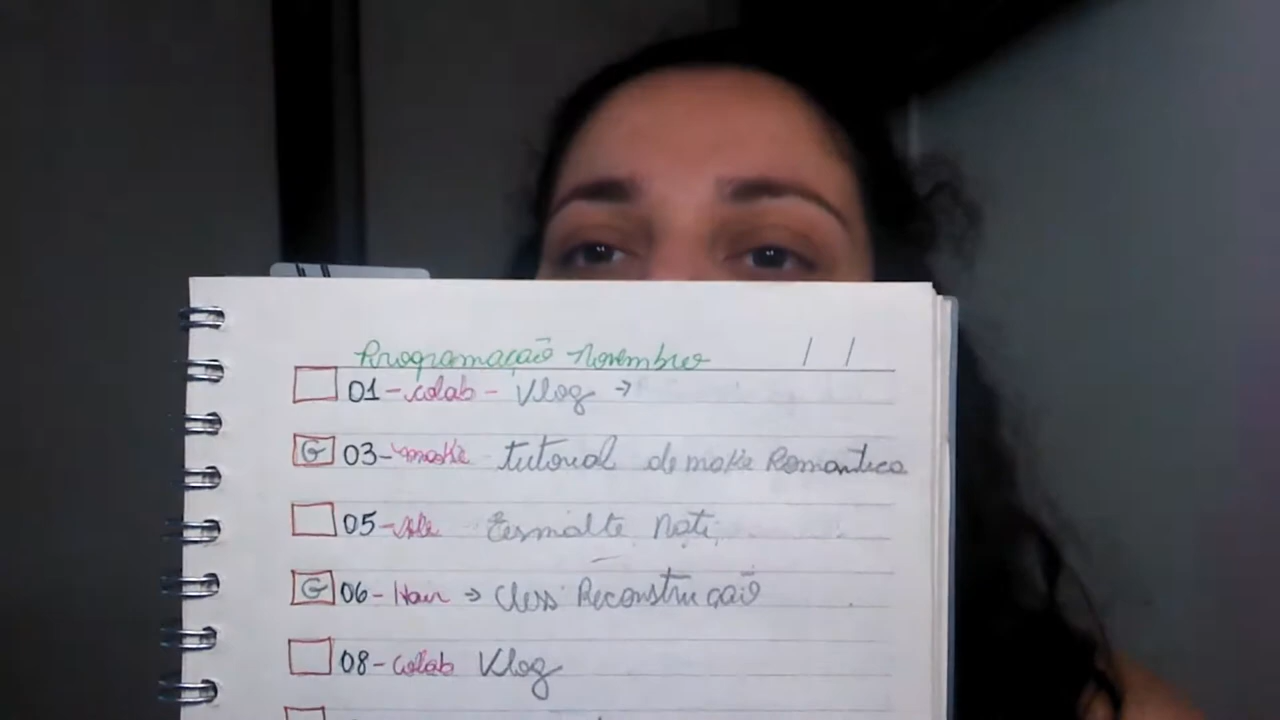 Programação Novembro / /
01-colab - Vlog →
G 03-make tutorial de make Romantica
05- Esmalte Nati
G 06-Hair → Cless Reconstrução
08-colab Vlog